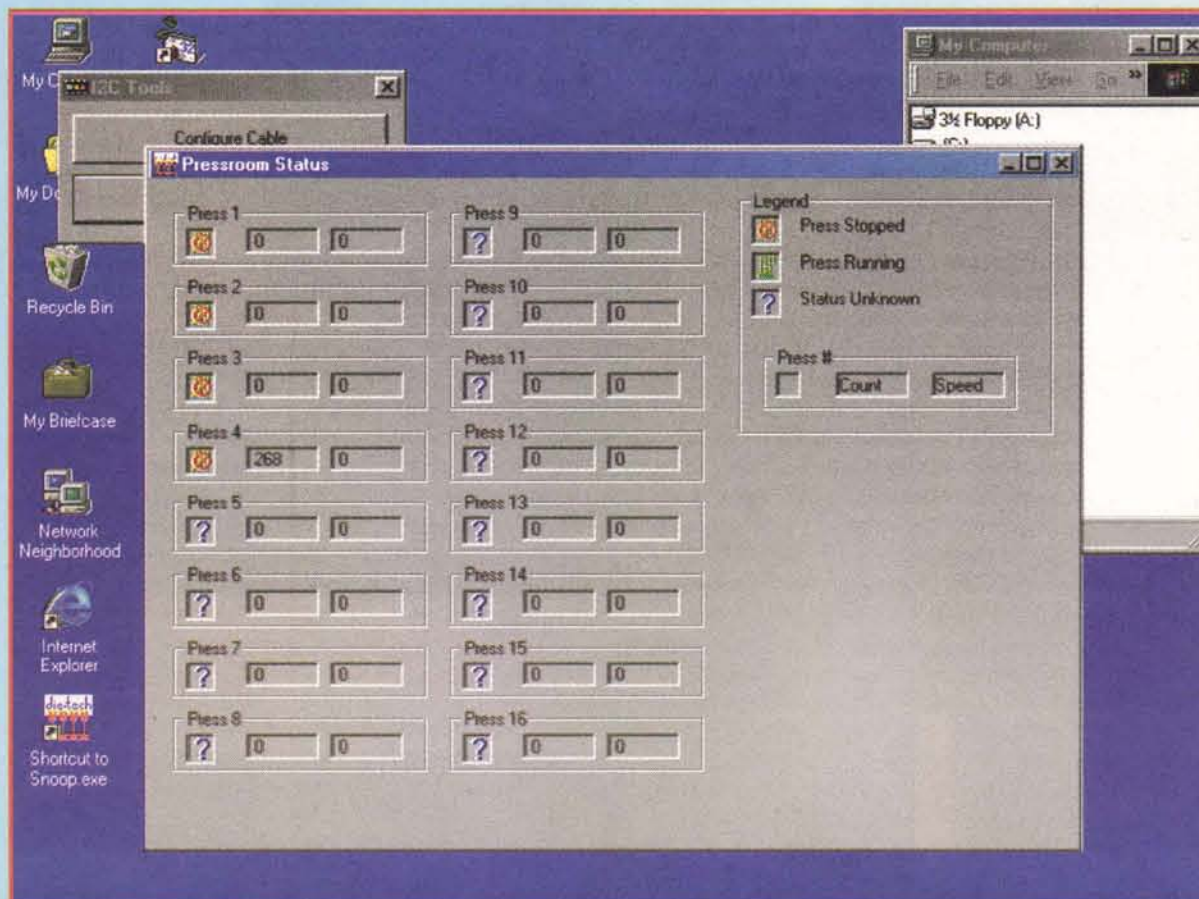 My C
I2C Tools
Configure Cable
My Computer
File Edit View Go »
3½ Floppy (A:)
(C:)
Pressroom Status
My Do
Recycle Bin
My Briefcase
Network
Neighborhood
Internet
Explorer
dig-tech
Shortcut to
Snoop.exe
Press 1
0 0
Press 2
0 0
Press 3
0 0
Press 4
268 0
Press 5
? 0 0
Press 6
? 0 0
Press 7
? 0 0
Press 8
? 0 0
Press 9
? 0 0
Press 10
? 0 0
Press 11
? 0 0
Press 12
? 0 0
Press 13
? 0 0
Press 14
? 0 0
Press 15
? 0 0
Press 16
? 0 0
Legend
Press Stopped
Press Running
? Status Unknown
Press #
Count Speed